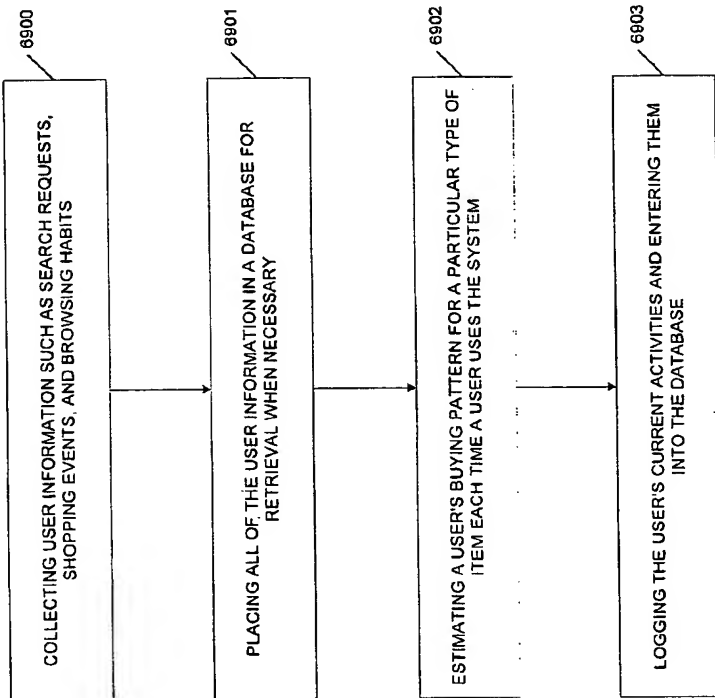 6900
COLLECTING USER INFORMATION SUCH AS SEARCH REQUESTS,
SHOPPING EVENTS, AND BROWSING HABITS
6901
PLACING ALL OF THE USER INFORMATION IN A DATABASE FOR
RETRIEVAL WHEN NECESSARY
6902
ESTIMATING A USER'S BUYING PATTERN FOR A PARTICULAR TYPE OF
ITEM EACH TIME A USER USES THE SYSTEM
6903
LOGGING THE USER'S CURRENT ACTIVITIES AND ENTERING THEM
INTO THE DATABASE